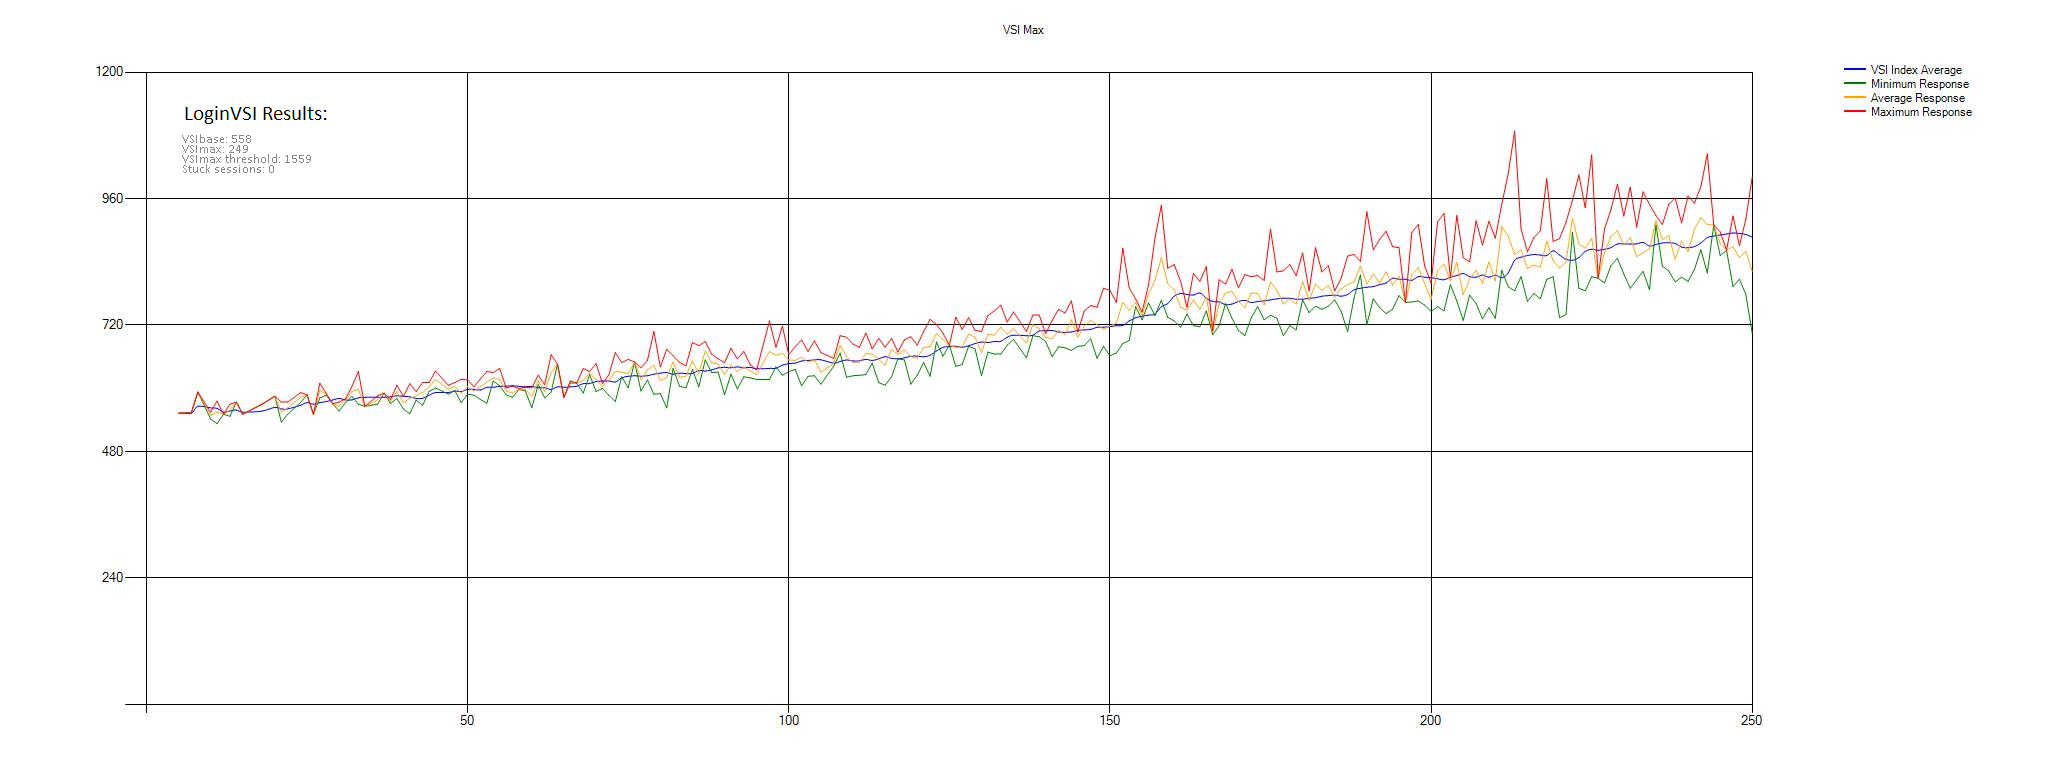 VSI Max
1200
960
720
480
240
LoginVSI Results:
VSIbase: 558
VSImax: 249
VSImax threshold: 1559
Stuck sessions: 0
VSI Index Average
Minimum Response
Average Response
Maximum Response
50 100 150 200 250